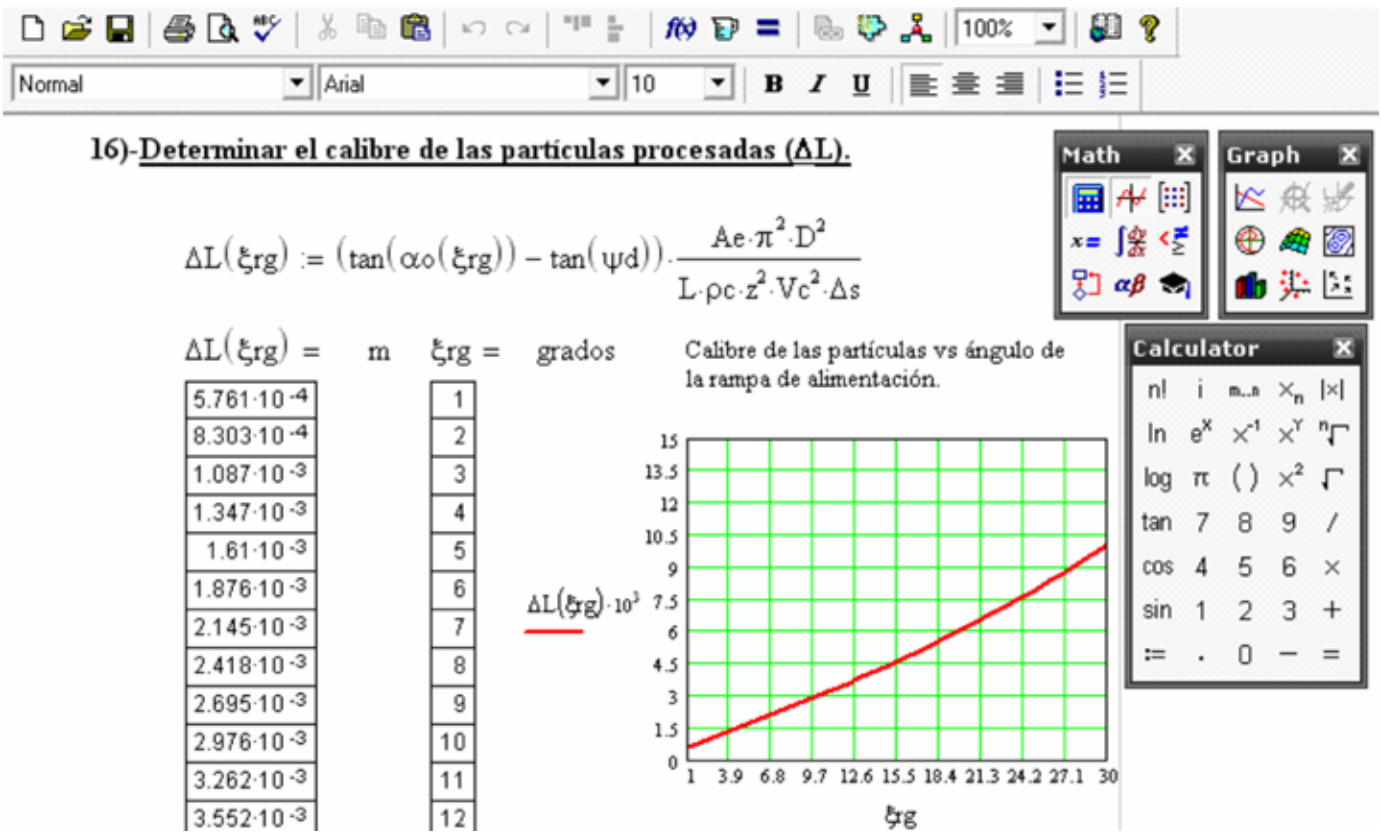 100%
Normal Arial 10 B I U
16)-Determinar el calibre de las partículas procesadas (ΔL).
ΔL(ξrg) := (tan(αo(ξrg)) − tan(ψd))·
Ae·π²·D²
L·ρc·z²·Vc²·Δs
ΔL(ξrg) = m ξrg = grados
5.761·10 -4 1
8.303·10 -4 2
1.087·10 -3 3
1.347·10 -3 4
1.61·10 -3 5
1.876·10 -3 6
2.145·10 -3 7
2.418·10 -3 8
2.695·10 -3 9
2.976·10 -3 10
3.262·10 -3 11
3.552·10 -3 12
Calibre de las partículas vs ángulo de
la rampa de alimentación.
15
13.5
12
10.5
9
7.5
6
4.5
3
1.5
0
ΔL(ξrg)·10³
1 3.9 6.8 9.7 12.6 15.5 18.4 21.3 24.2 27.1 30
ξrg
Math
αβ
Graph
Calculator
n! i m..n ×n |×|
ln eˣ ×⁻¹ ×ʸ ⁿ√
log π ( ) ×² √
tan 7 8 9 /
cos 4 5 6 ×
sin 1 2 3 +
:= . 0 − =